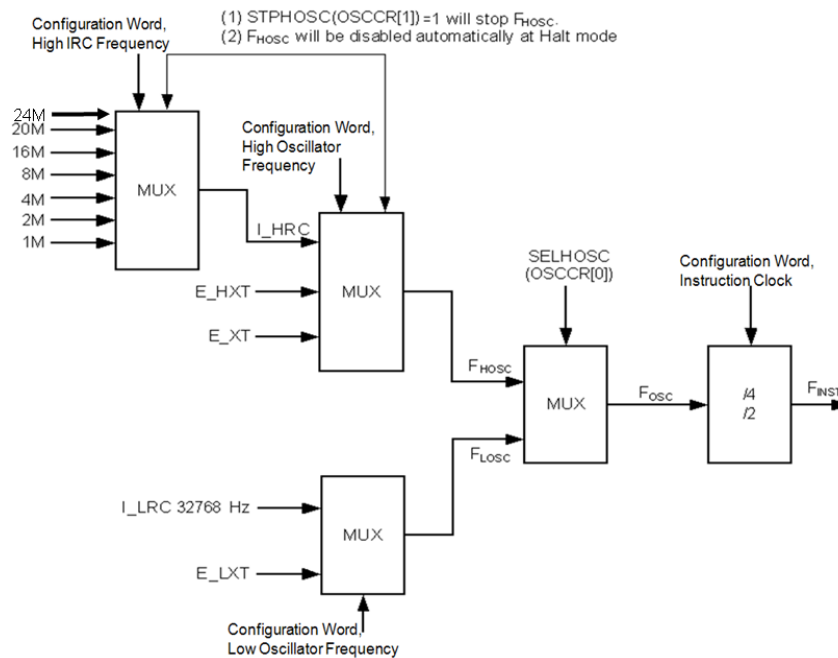 (1) STPHOSC(OSCCR[1])=1 will stop FHOSC.
(2) FHOSC will be disabled automatically at Halt mode
Configuration Word,
High IRC Frequency
24M
20M
16M
8M
4M
2M
1M
MUX
Configuration Word,
High Oscillator
Frequency
I_HRC
E_HXT
E_XT
MUX
SELHOSC
(OSCCR[0])
Configuration Word,
Instruction Clock
FHOSC
MUX
FOSC
/4
/2
FINST
FLOSC
I_LRC 32768 Hz
E_LXT
MUX
Configuration Word,
Low Oscillator Frequency